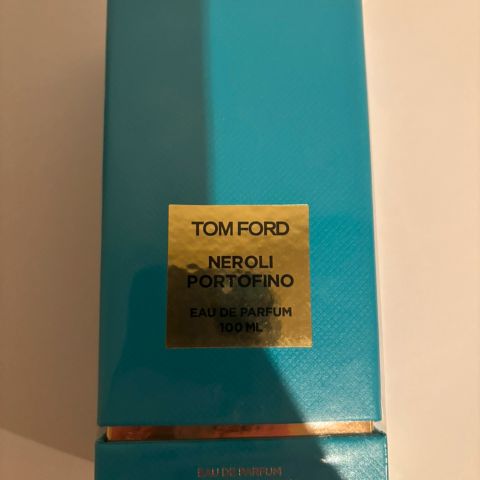 TOM FORD
NEROLI
PORTOFINO
EAU DE PARFUM
100 ML
EAU DE PARFUM